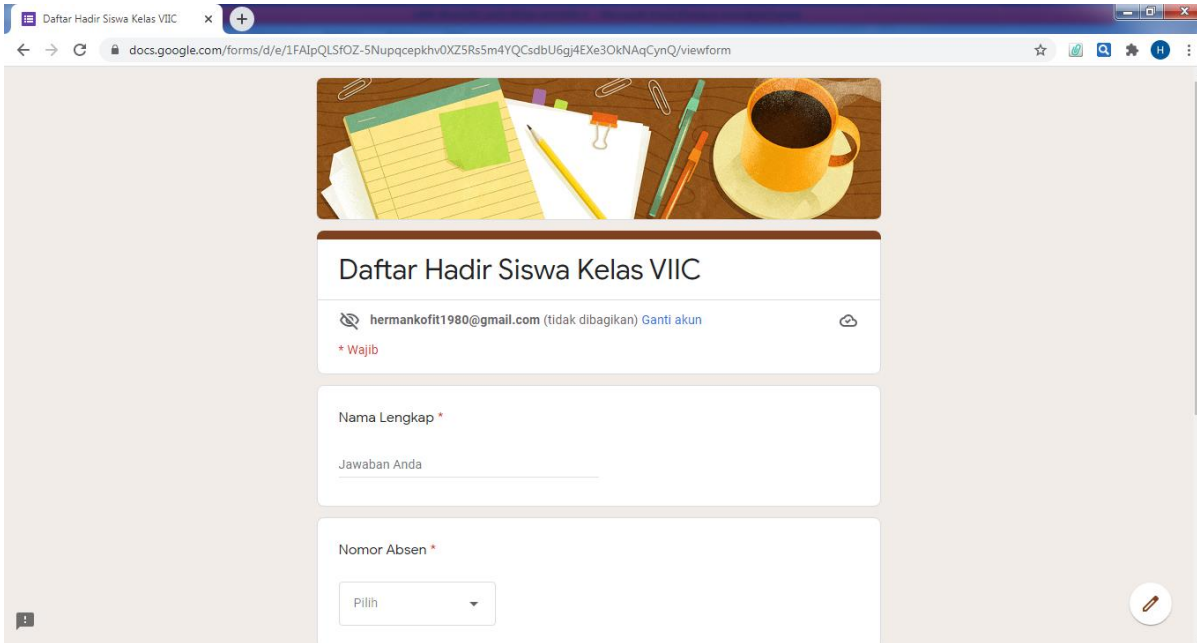 Daftar Hadir Siswa Kelas VIIC
docs.google.com/forms/d/e/1FAIpQLSfOZ-5Nupqcepkhv0XZ5Rs5m4YQCsdbU6gj4EXe3OkNAqCynQ/viewform
H
Daftar Hadir Siswa Kelas VIIC
hermankofit1980@gmail.com (tidak dibagikan) Ganti akun
* Wajib
Nama Lengkap *
Jawaban Anda
Nomor Absen *
Pilih